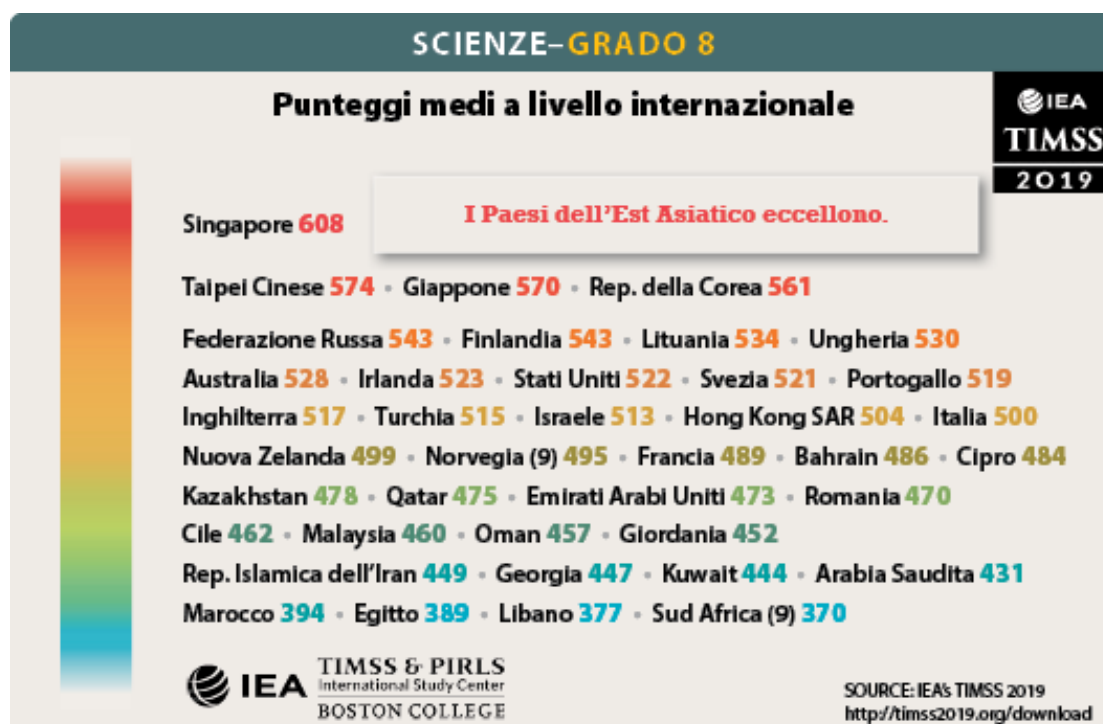 SCIENZE–GRADO 8
Punteggi medi a livello internazionale
IEA
TIMSS
2019
I Paesi dell'Est Asiatico eccellono.
Singapore 608
Taipei Cinese 574 • Giappone 570 • Rep. della Corea 561
Federazione Russa 543 • Finlandia 543 • Lituania 534 • Ungheria 530
Australia 528 • Irlanda 523 • Stati Uniti 522 • Svezia 521 • Portogallo 519
Inghilterra 517 • Turchia 515 • Israele 513 • Hong Kong SAR 504 • Italia 500
Nuova Zelanda 499 • Norvegia (9) 495 • Francia 489 • Bahrain 486 • Cipro 484
Kazakhstan 478 • Qatar 475 • Emirati Arabi Uniti 473 • Romania 470
Cile 462 • Malaysia 460 • Oman 457 • Giordania 452
Rep. Islamica dell'Iran 449 • Georgia 447 • Kuwait 444 • Arabia Saudita 431
Marocco 394 • Egitto 389 • Libano 377 • Sud Africa (9) 370
IEA
TIMSS & PIRLS
International Study Center
BOSTON COLLEGE
SOURCE: IEA's TIMSS 2019
http://timss2019.org/download